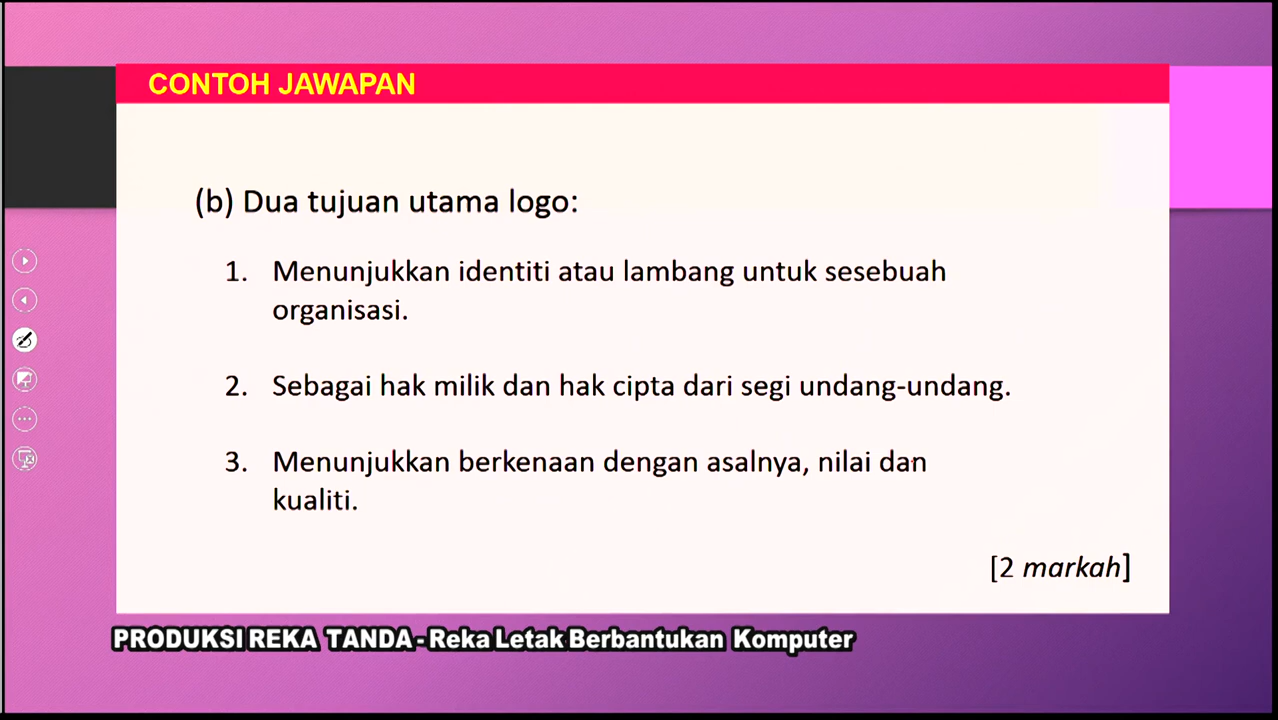 CONTOH JAWAPAN
(b) Dua tujuan utama logo:
1. Menunjukkan identiti atau lambang untuk sesebuah
organisasi.
2. Sebagai hak milik dan hak cipta dari segi undang-undang.
3. Menunjukkan berkenaan dengan asalnya, nilai dan
kualiti.
[2 markah]
PRODUKSI REKA TANDA - Reka Letak Berbantukan Komputer